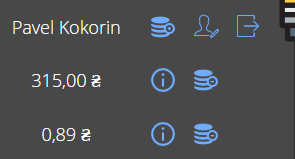 Pavel Kokorin
315,00 ₴
0,89 ₴